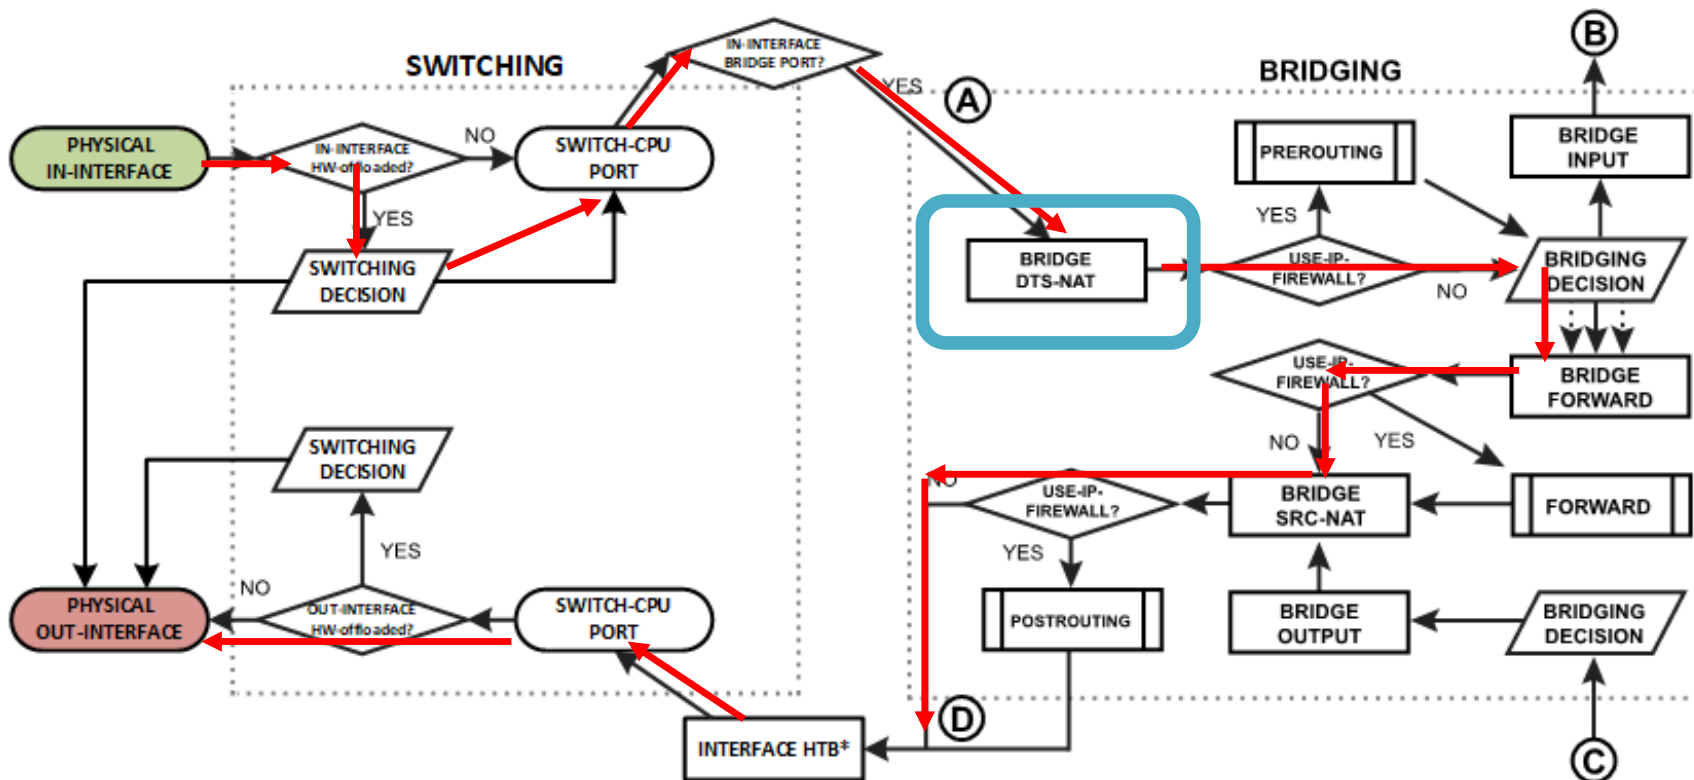 SWITCHING
IN-INTERFACE
BRIDGE PORT?
YES
A
BRIDGING
B
PHYSICAL
IN-INTERFACE
IN-INTERFACE
HW-offloaded?
NO
YES
SWITCH-CPU
PORT
SWITCHING
DECISION
BRIDGE
DTS-NAT
PREROUTING
YES
USE-IP-
FIREWALL?
NO
BRIDGE
INPUT
BRIDGING
DECISION
USE-IP-
FIREWALL?
NO
YES
BRIDGE
FORWARD
SWITCHING
DECISION
YES
NO
USE-IP-
FIREWALL?
YES
BRIDGE
SRC-NAT
FORWARD
PHYSICAL
OUT-INTERFACE
NO
OUT-INTERFACE
HW-offloaded?
SWITCH-CPU
PORT
POSTROUTING
BRIDGE
OUTPUT
BRIDGING
DECISION
INTERFACE HTB*
D
C